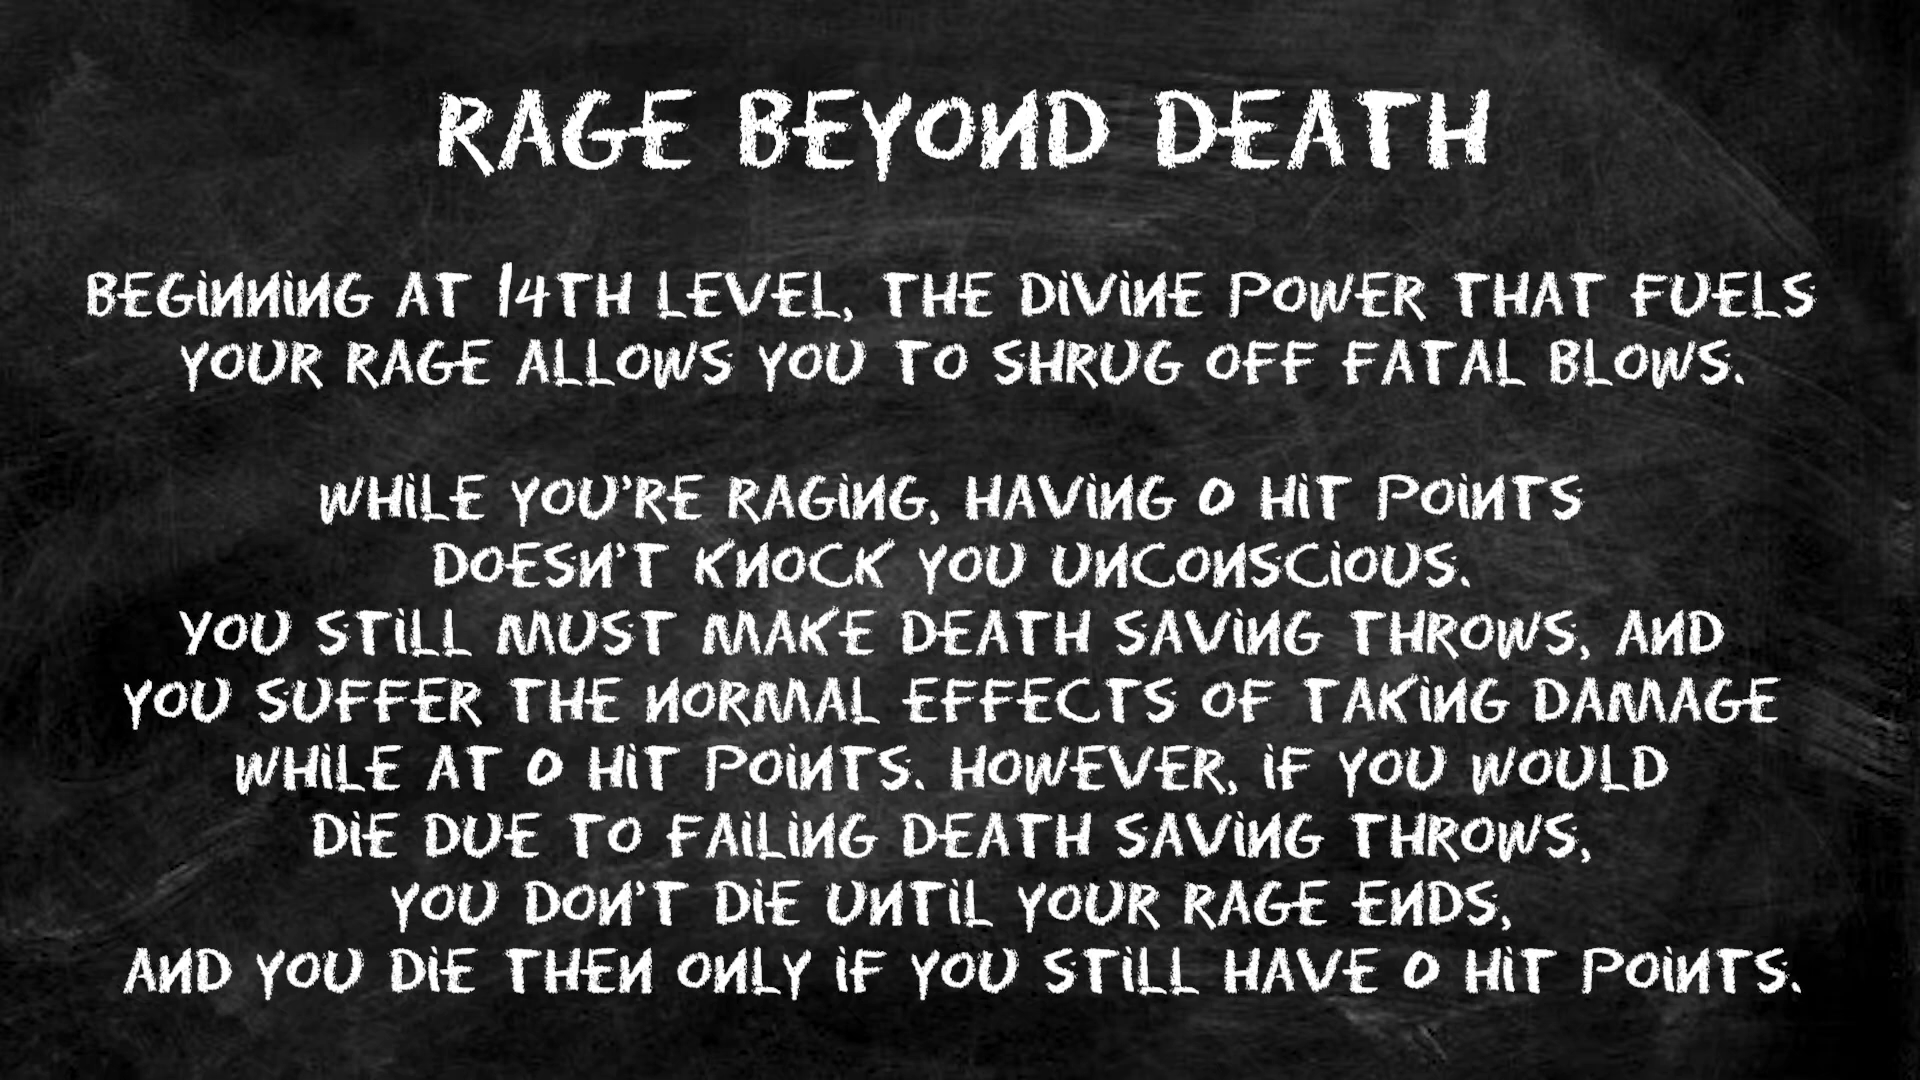 RAGE BEYOND DEATH
BEGINNING AT 14TH LEVEL, THE DIVINE POWER THAT FUELS
YOUR RAGE ALLOWS YOU TO SHRUG OFF FATAL BLOWS.
WHILE YOU'RE RAGING, HAVING 0 HIT POINTS
DOESN'T KNOCK YOU UNCONSCIOUS.
YOU STILL MUST MAKE DEATH SAVING THROWS, AND
YOU SUFFER THE NORMAL EFFECTS OF TAKING DAMAGE
WHILE AT 0 HIT POINTS. HOWEVER, IF YOU WOULD
DIE DUE TO FAILING DEATH SAVING THROWS,
YOU DON'T DIE UNTIL YOUR RAGE ENDS,
AND YOU DIE THEN ONLY IF YOU STILL HAVE 0 HIT POINTS.